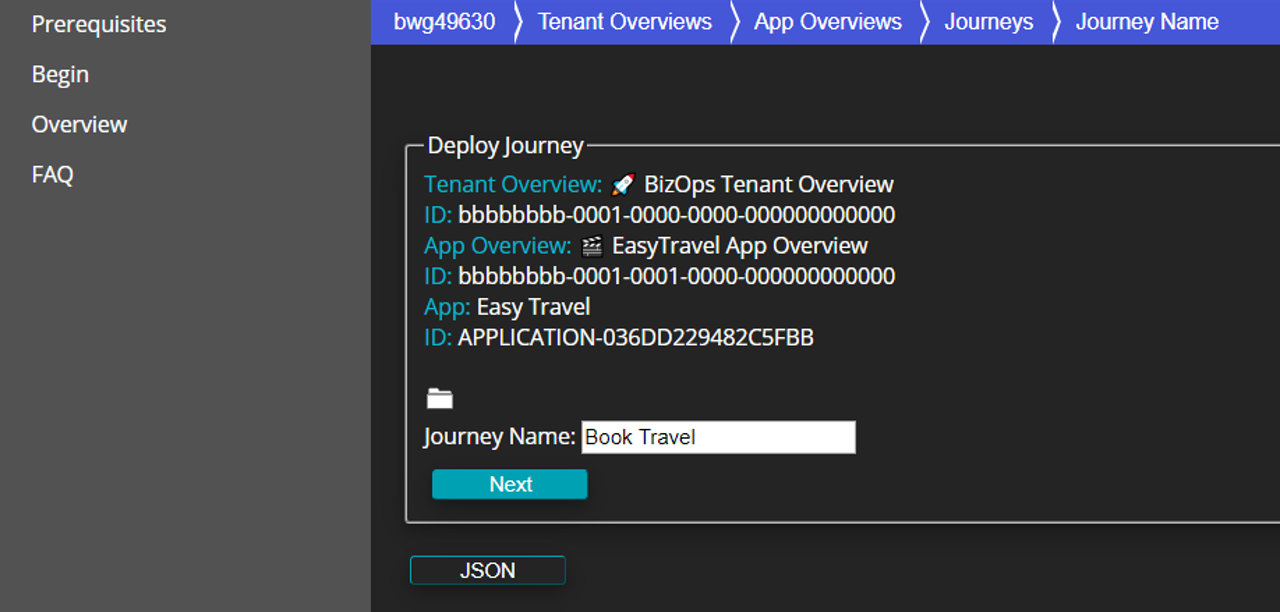 Prerequisites
Begin
Overview
FAQ
bwg49630 Tenant Overviews App Overviews Journeys Journey Name
Deploy Journey
Tenant Overview: 🚀 BizOps Tenant Overview
ID: bbbbbbbb-0001-0000-0000-000000000000
App Overview: 🎬 EasyTravel App Overview
ID: bbbbbbbb-0001-0001-0000-000000000000
App: Easy Travel
ID: APPLICATION-036DD229482C5FBB
Journey Name: Book Travel
Next
JSON